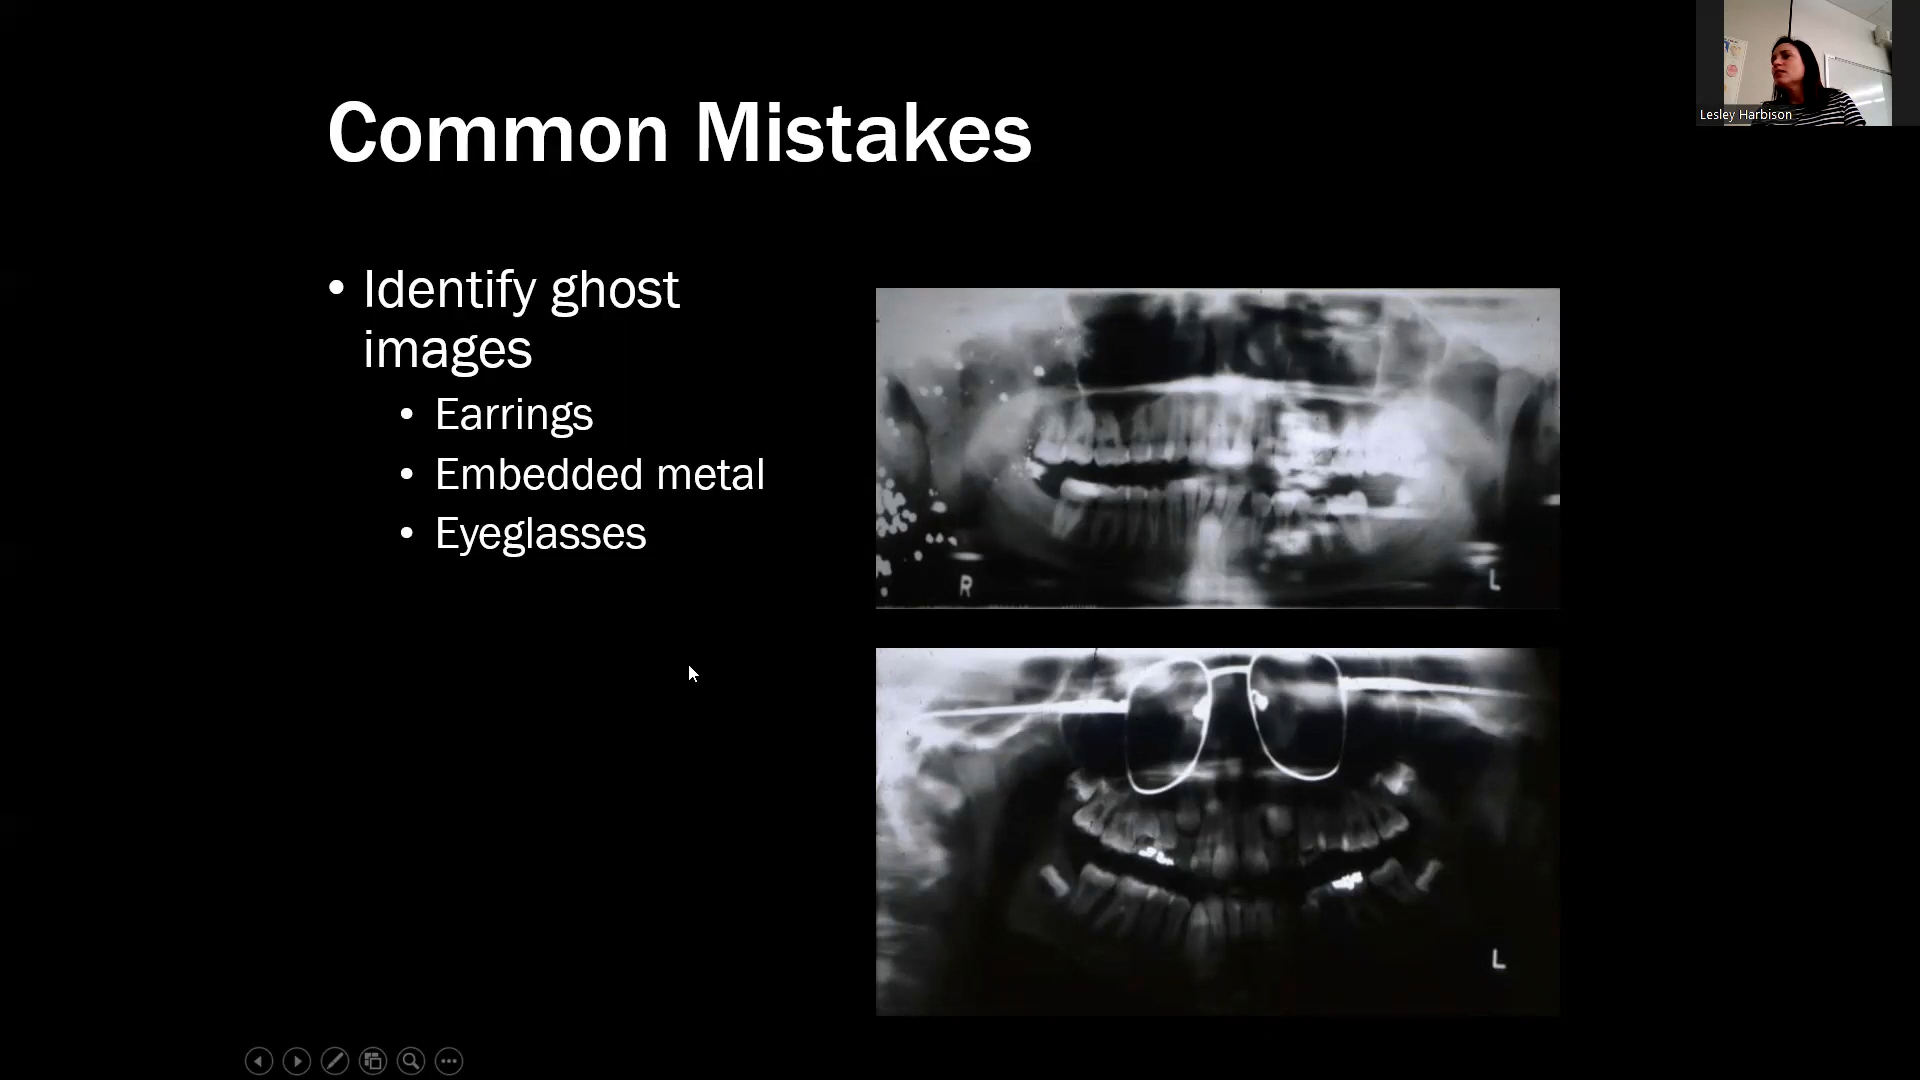 Common Mistakes
Lesley Harbison
• Identify ghost
images
• Earrings
• Embedded metal
• Eyeglasses
R
L
L